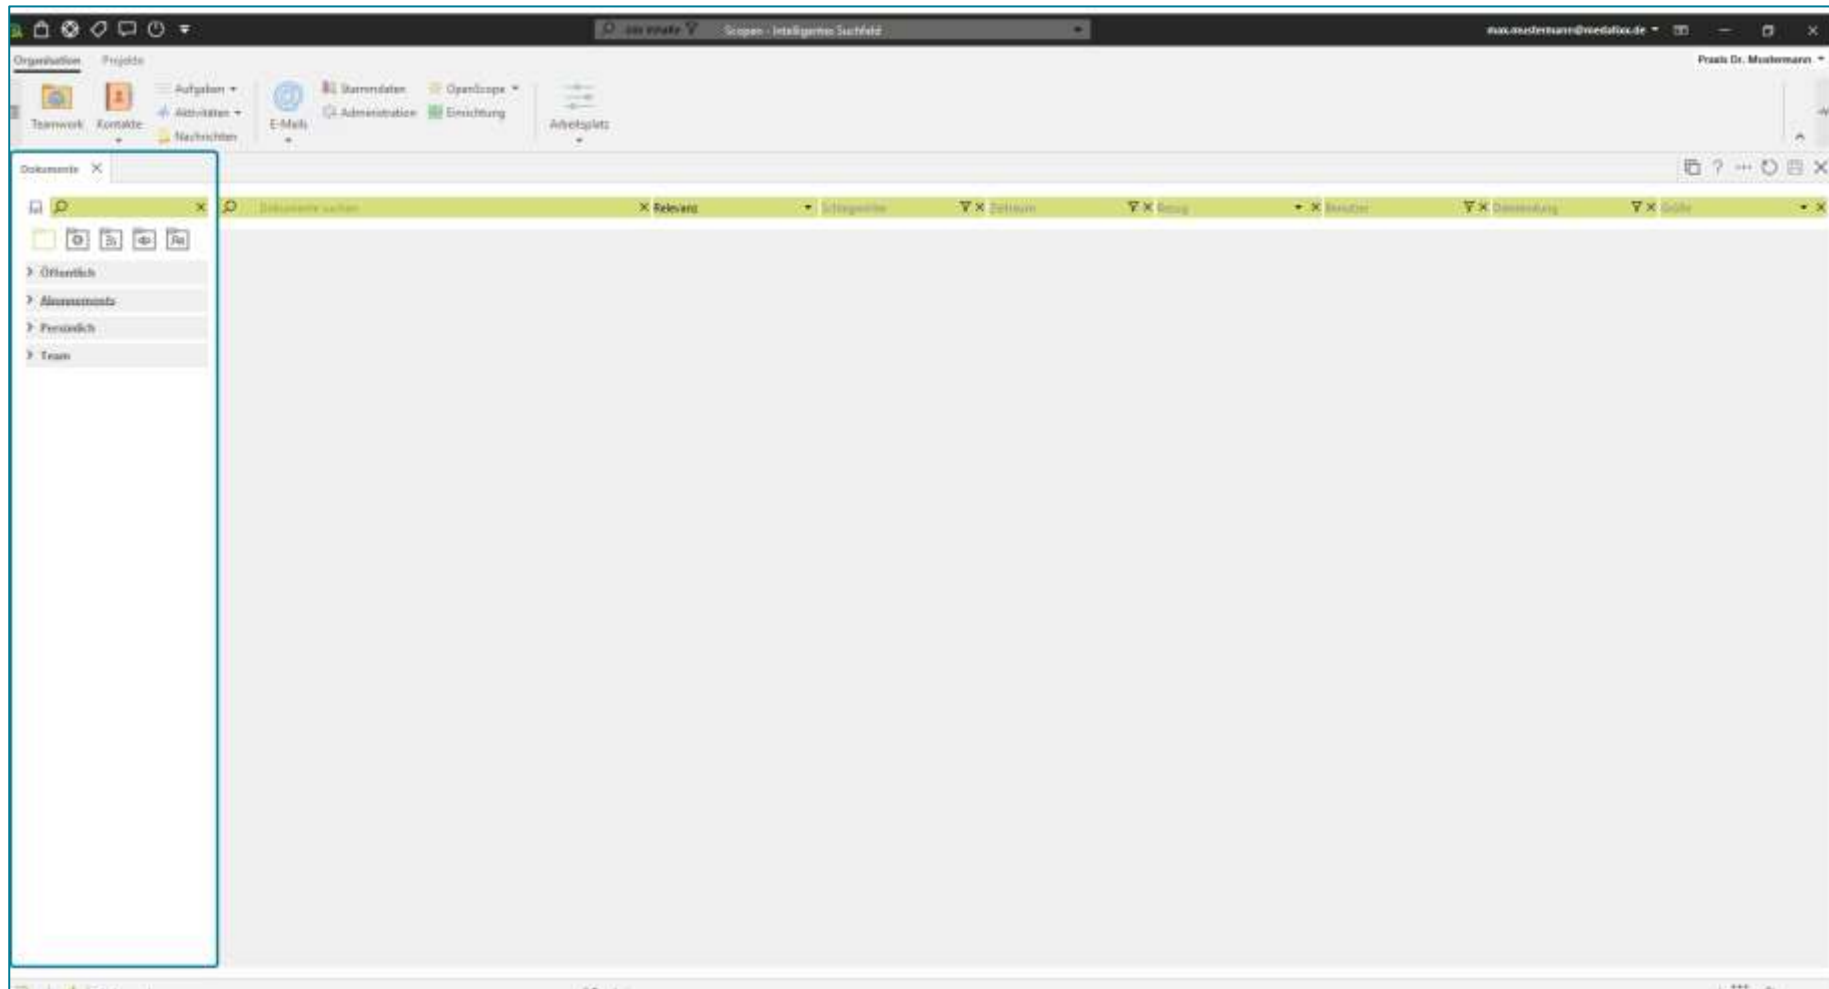 Scopen - Intelligentes Suchfeld
max.mustermann@medatixx.de
Organisation Projekte
Praxis Dr. Mustermann
Teamwork Kontakte Aufgaben Aktivitäten Nachrichten
E-Mails Stammdaten Administration OpenScope Einrichtung
Arbeitsplatz
Dokumente
Dokumente suchen Relevanz Schlagwörter Zeitraum Bezug Benutzer Größe
Öffentlich
Abonnements
Persönlich
Team